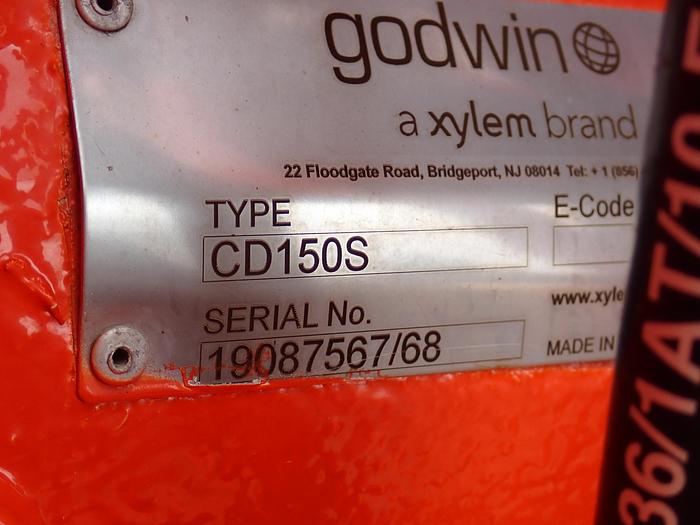 godwin
a xylem brand
22 Floodgate Road, Bridgeport, NJ 08014 Tel: + 1 (856)
TYPE
E-Code
CD150S
www.xyle
SERIAL No.
MADE IN
19087567/68
36/1AT/10